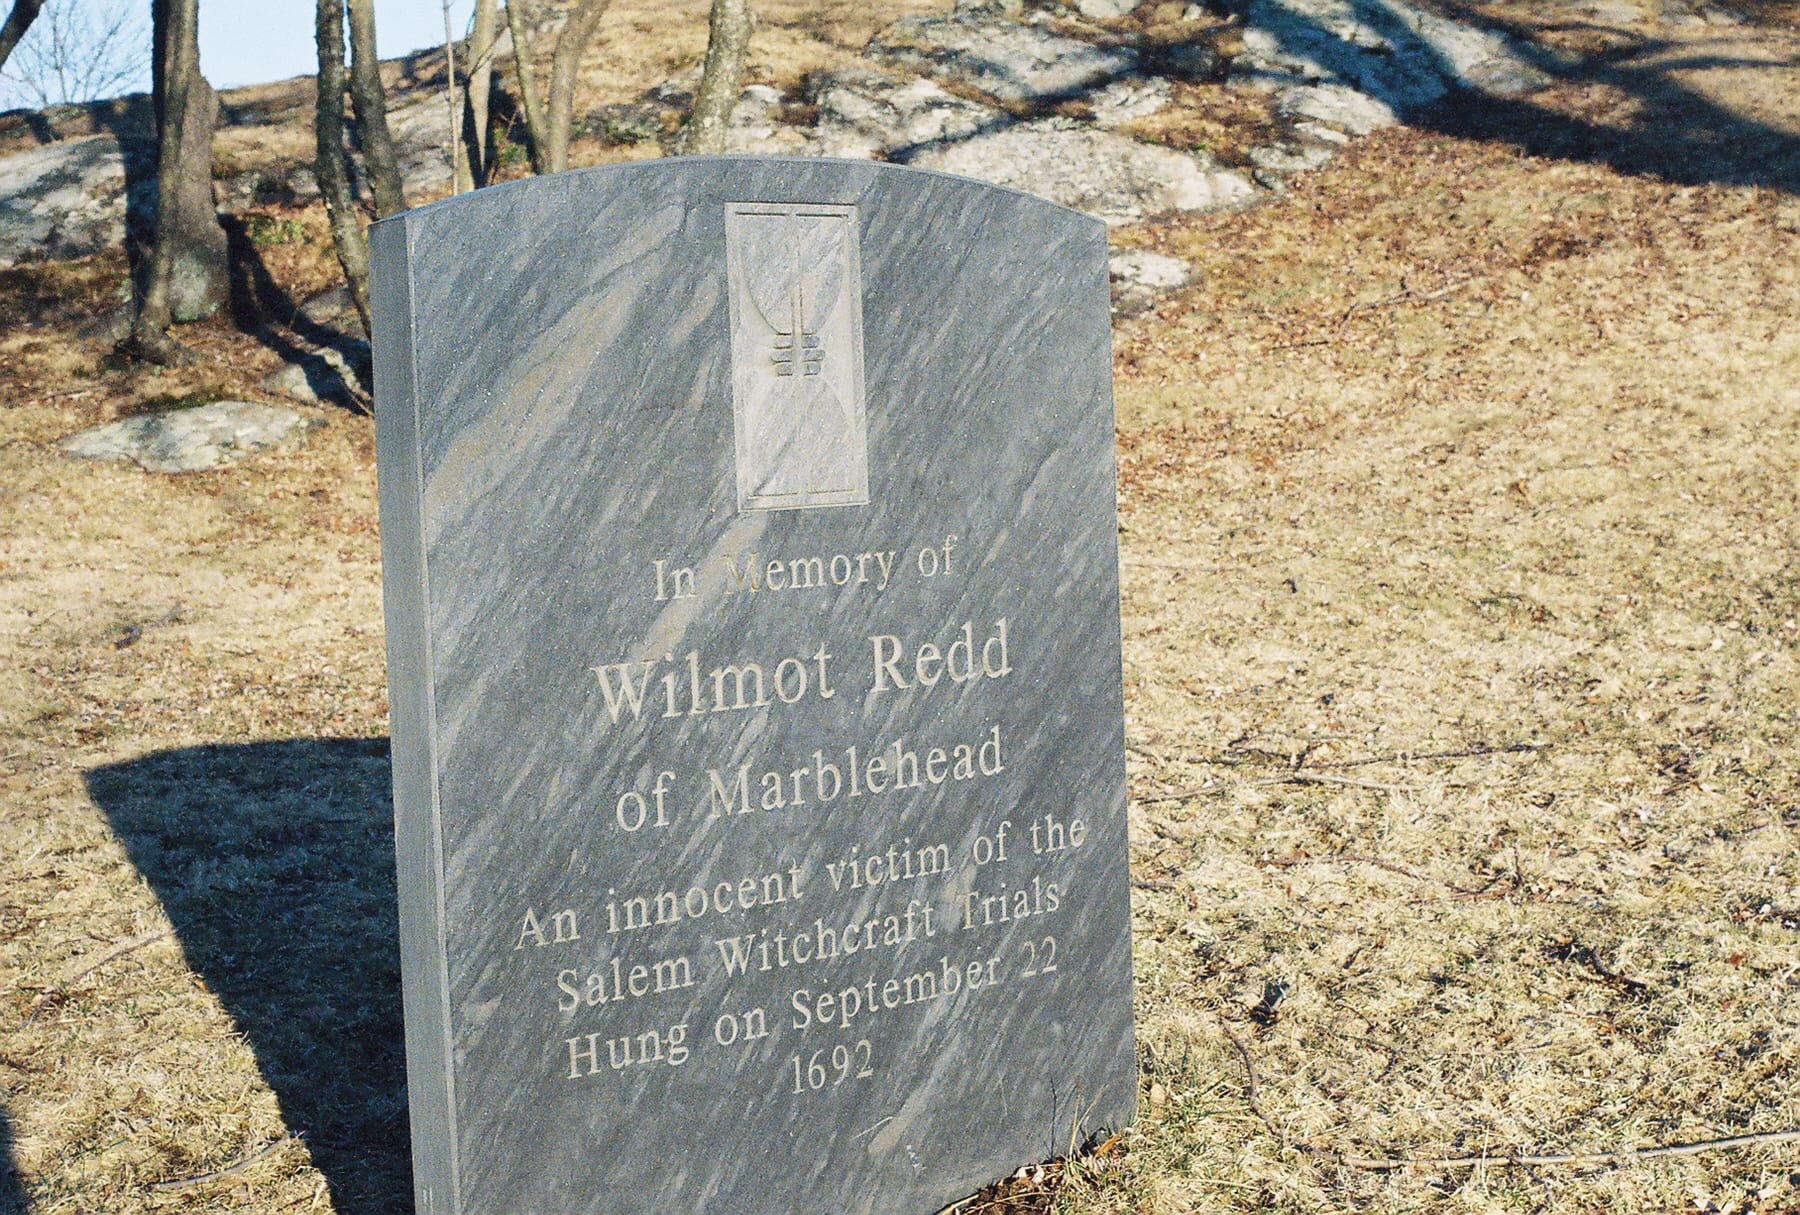 In Memory of
Wilmot Redd
of Marblehead
An innocent victim of the
Salem Witchcraft Trials
Hung on September 22
1692